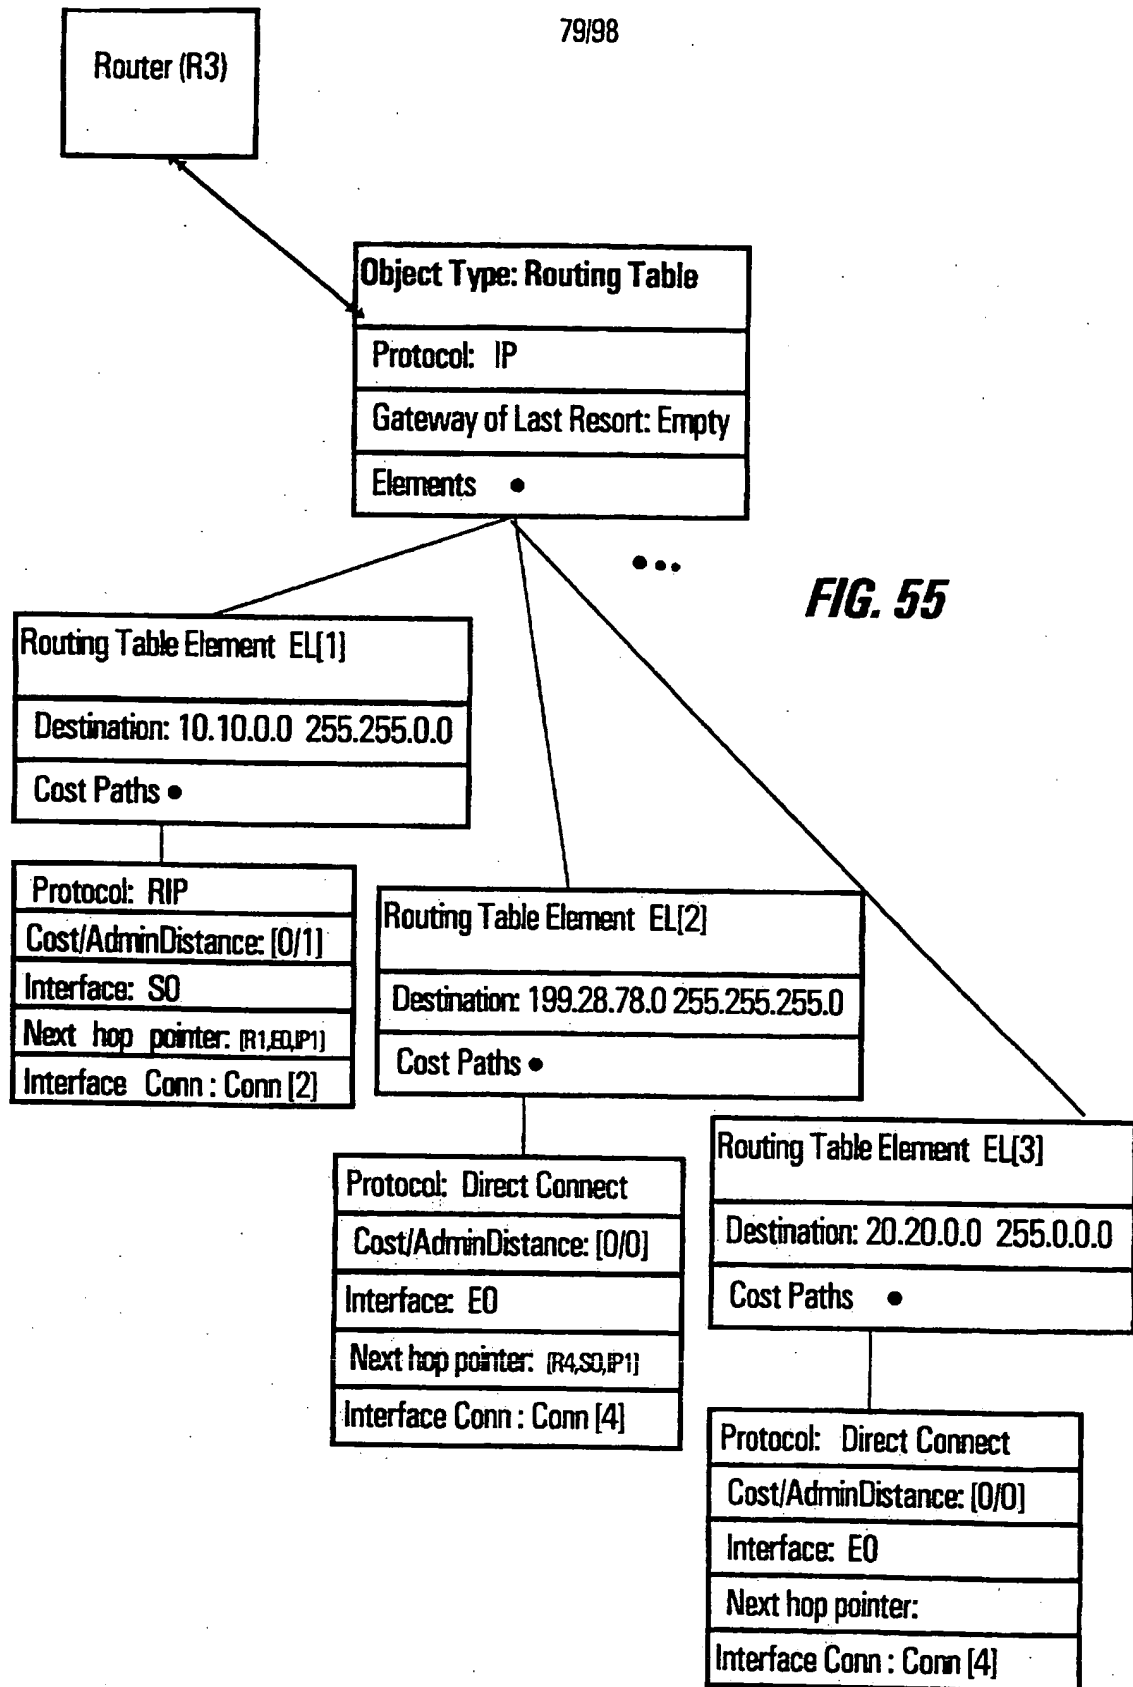 79/98
Router (R3)
Object Type: Routing Table
Protocol: IP
Gateway of Last Resort: Empty
Elements
FIG. 55
Routing Table Element EL[1]
Destination: 10.10.0.0 255.255.0.0
Cost Paths
Protocol: RIP
Cost/AdminDistance: [0/1]
Interface: S0
Next hop pointer: [R1,E0,IP1]
Interface Conn : Conn [2]
Routing Table Element EL[2]
Destination: 199.28.78.0 255.255.255.0
Cost Paths
Protocol: Direct Connect
Cost/AdminDistance: [0/0]
Interface: E0
Next hop pointer: [R4,S0,IP1]
Interface Conn : Conn [4]
Routing Table Element EL[3]
Destination: 20.20.0.0 255.0.0.0
Cost Paths
Protocol: Direct Connect
Cost/AdminDistance: [0/0]
Interface: E0
Next hop pointer:
Interface Conn : Conn [4]